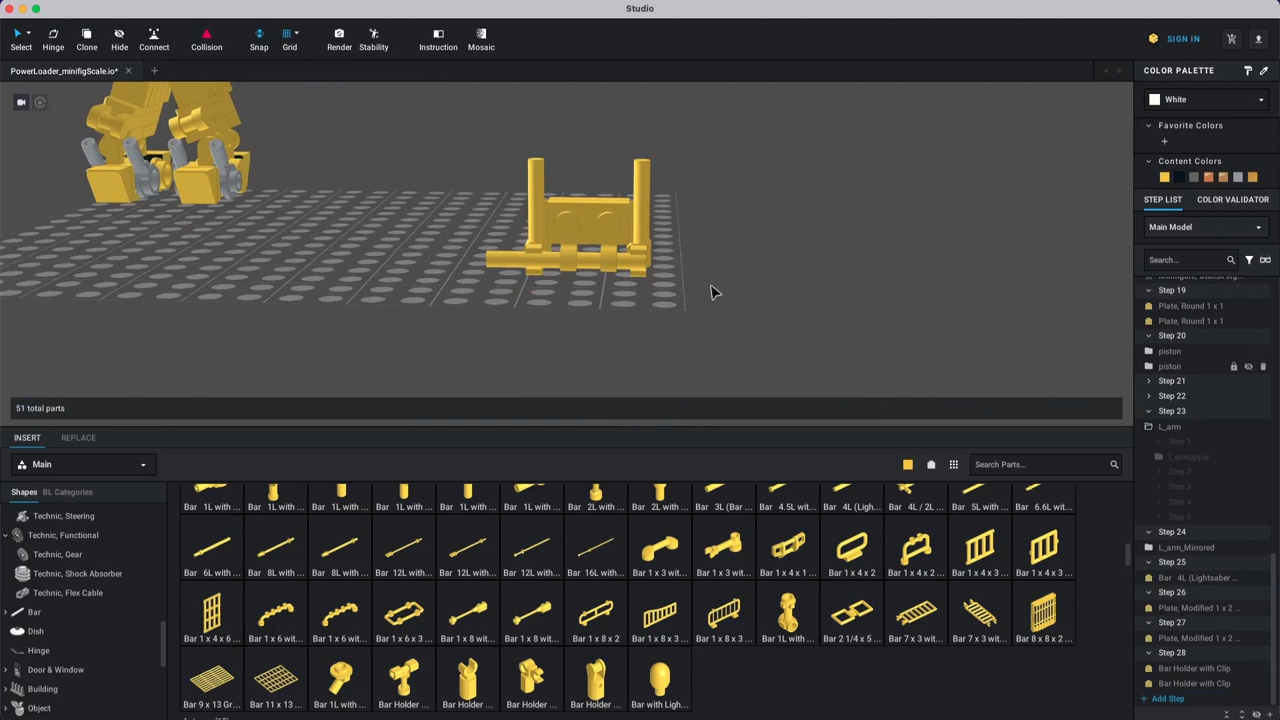 Studio
Select Hinge Clone Hide Connect Collision Snap Grid Render Stability Instruction Mosaic SIGN IN
PowerLoader_minifigScale.io*
COLOR PALETTE
White
Favorite Colors
Content Colors
STEP LIST COLOR VALIDATOR
Main Model
Search...
Step 19
Plate, Round 1 x 1
Plate, Round 1 x 1
Step 20
piston
piston
Step 21
Step 22
Step 23
L_arm
Step 1
L_armUpper
Step 2
Step 3
Step 4
Step 24
L_arm_Mirrored
Step 25
Bar 4L (Lightsaber ...
Step 26
Plate, Modified 1 x 2 ...
Step 27
Plate, Modified 1 x 2 ...
Step 28
Bar Holder with Clip
Bar Holder with Clip
+ Add Step
51 total parts
INSERT REPLACE
Main
Search Parts...
Shapes BL Categories
Technic, Steering
Technic, Functional
Technic, Gear
Technic, Shock Absorber
Technic, Flex Cable
Bar
Dish
Hinge
Door & Window
Building
Object
Bar 1L with ... Bar 1L with ... Bar 1L with ... Bar 1L with ... Bar 1L with ... Bar 1L with ... Bar 2L with ... Bar 2L with ... Bar 3L (Bar ... Bar 4.5L wit... Bar 4L (Ligh... Bar 4L / 2L ... Bar 5L with ... Bar 6.6L wit...
Bar 6L with ... Bar 8L with ... Bar 8L with ... Bar 12L with... Bar 12L with... Bar 12L with... Bar 16L with... Bar 1 x 3 wit... Bar 1 x 3 wit... Bar 1 x 4 x 1 ... Bar 1 x 4 x 2 Bar 1 x 4 x 2 ... Bar 1 x 4 x 3 ... Bar 1 x 4 x 3 ...
Bar 1 x 4 x 6 ... Bar 1 x 6 wit... Bar 1 x 6 wit... Bar 1 x 6 x 3 ... Bar 1 x 8 wit... Bar 1 x 8 wit... Bar 1 x 8 x 2 Bar 1 x 8 x 3 ... Bar 1 x 8 x 3 ... Bar 1L with ... Bar 2 1/4 x 5 ... Bar 7 x 3 wit... Bar 7 x 3 wit... Bar 8 x 8 x 2 ...
Bar 9 x 13 Gr... Bar 11 x 13 ... Bar 1L with ... Bar Holder ... Bar Holder ... Bar Holder ... Bar Holder ... Bar with Ligh...